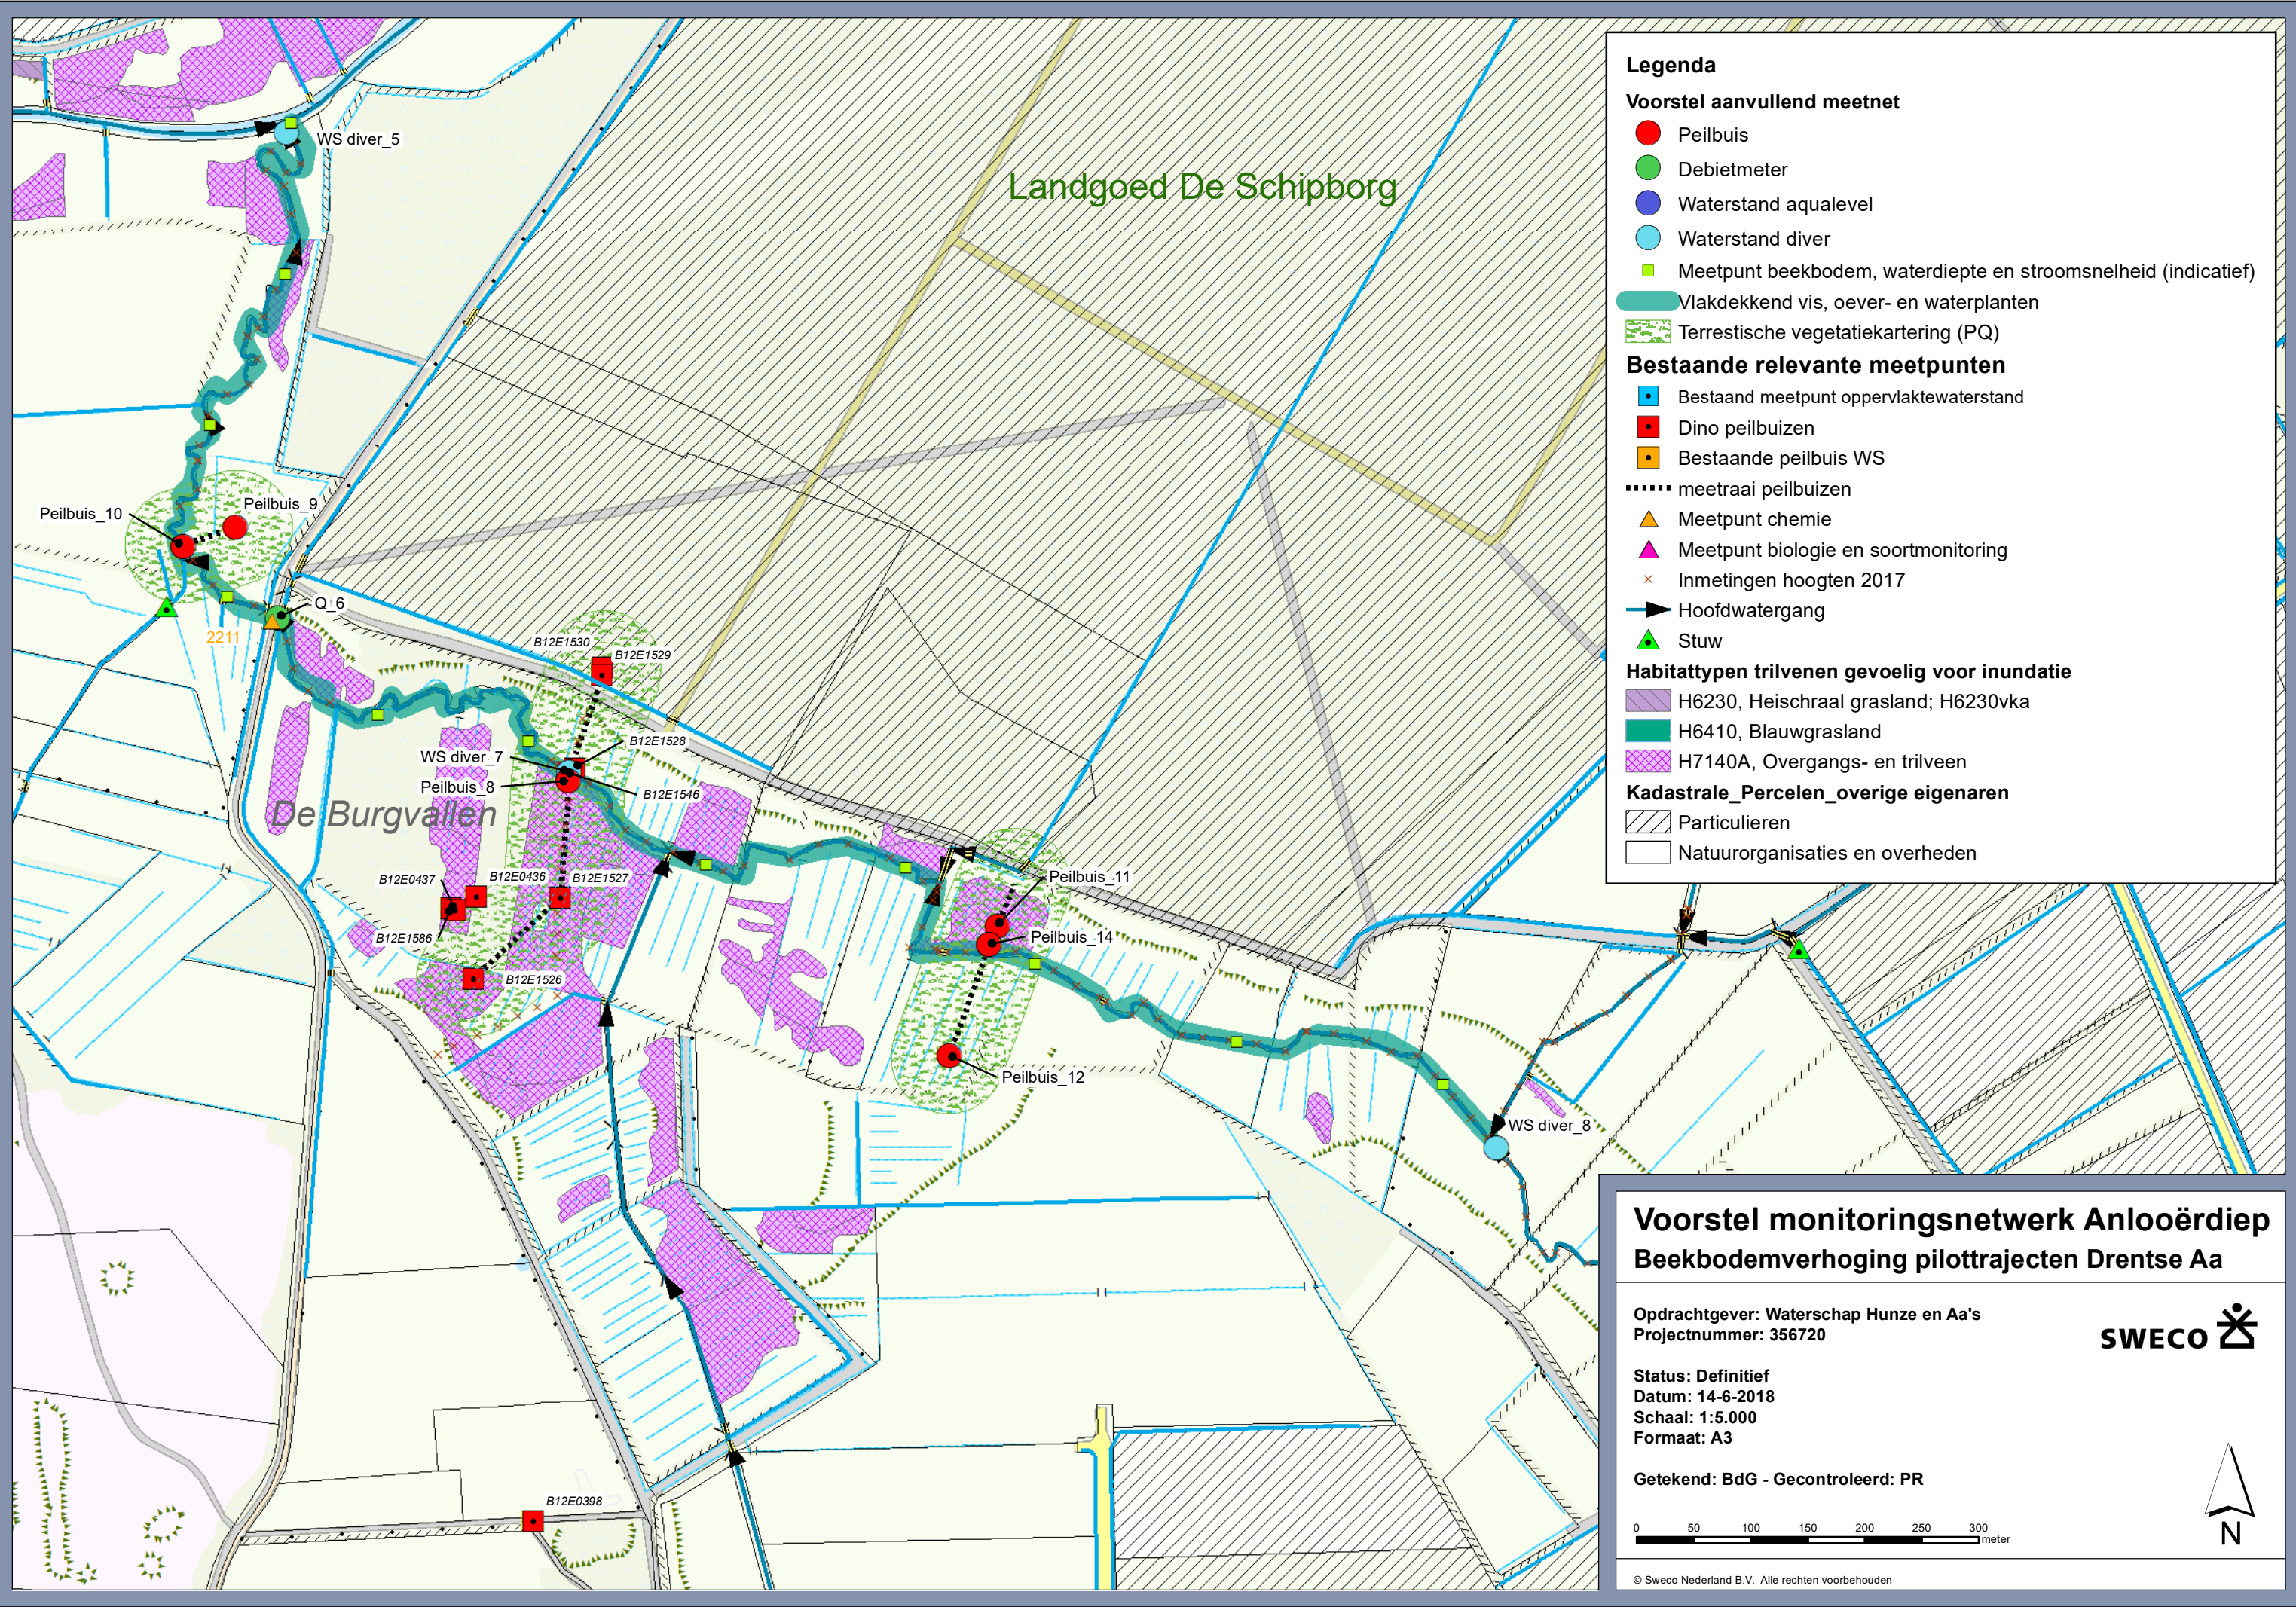 Landgoed De Schipborg
WS diver_5
Peilbuis_9
Peilbuis_10
Q_6
2211
B12E1530
B12E1529
B12E1528
WS diver_7
Peilbuis_8
B12E1546
De Burgvallen
B12E0437
B12E0436
B12E1527
B12E1586
B12E1526
Peilbuis_11
Peilbuis_14
Peilbuis_12
WS diver_8
B12E0398
Legenda
Voorstel aanvullend meetnet
Peilbuis
Debietmeter
Waterstand aqualevel
Waterstand diver
Meetpunt beekbodem, waterdiepte en stroomsnelheid (indicatief)
Vlakdekkend vis, oever- en waterplanten
Terrestische vegetatiekartering (PQ)
Bestaande relevante meetpunten
Bestaand meetpunt oppervlaktewaterstand
Dino peilbuizen
Bestaande peilbuis WS
meetraai peilbuizen
Meetpunt chemie
Meetpunt biologie en soortmonitoring
Inmetingen hoogten 2017
Hoofdwatergang
Stuw
Habitattypen trilvenen gevoelig voor inundatie
H6230, Heischraal grasland; H6230vka
H6410, Blauwgrasland
H7140A, Overgangs- en trilveen
Kadastrale_Percelen_overige eigenaren
Particulieren
Natuurorganisaties en overheden
Voorstel monitoringsnetwerk Anlooërdiep
Beekbodemverhoging pilottrajecten Drentse Aa
Opdrachtgever: Waterschap Hunze en Aa's
Projectnummer: 356720
SWECO
Status: Definitief
Datum: 14-6-2018
Schaal: 1:5.000
Formaat: A3
Getekend: BdG - Gecontroleerd: PR
0 50 100 150 200 250 300
meter
N
© Sweco Nederland B.V. Alle rechten voorbehouden